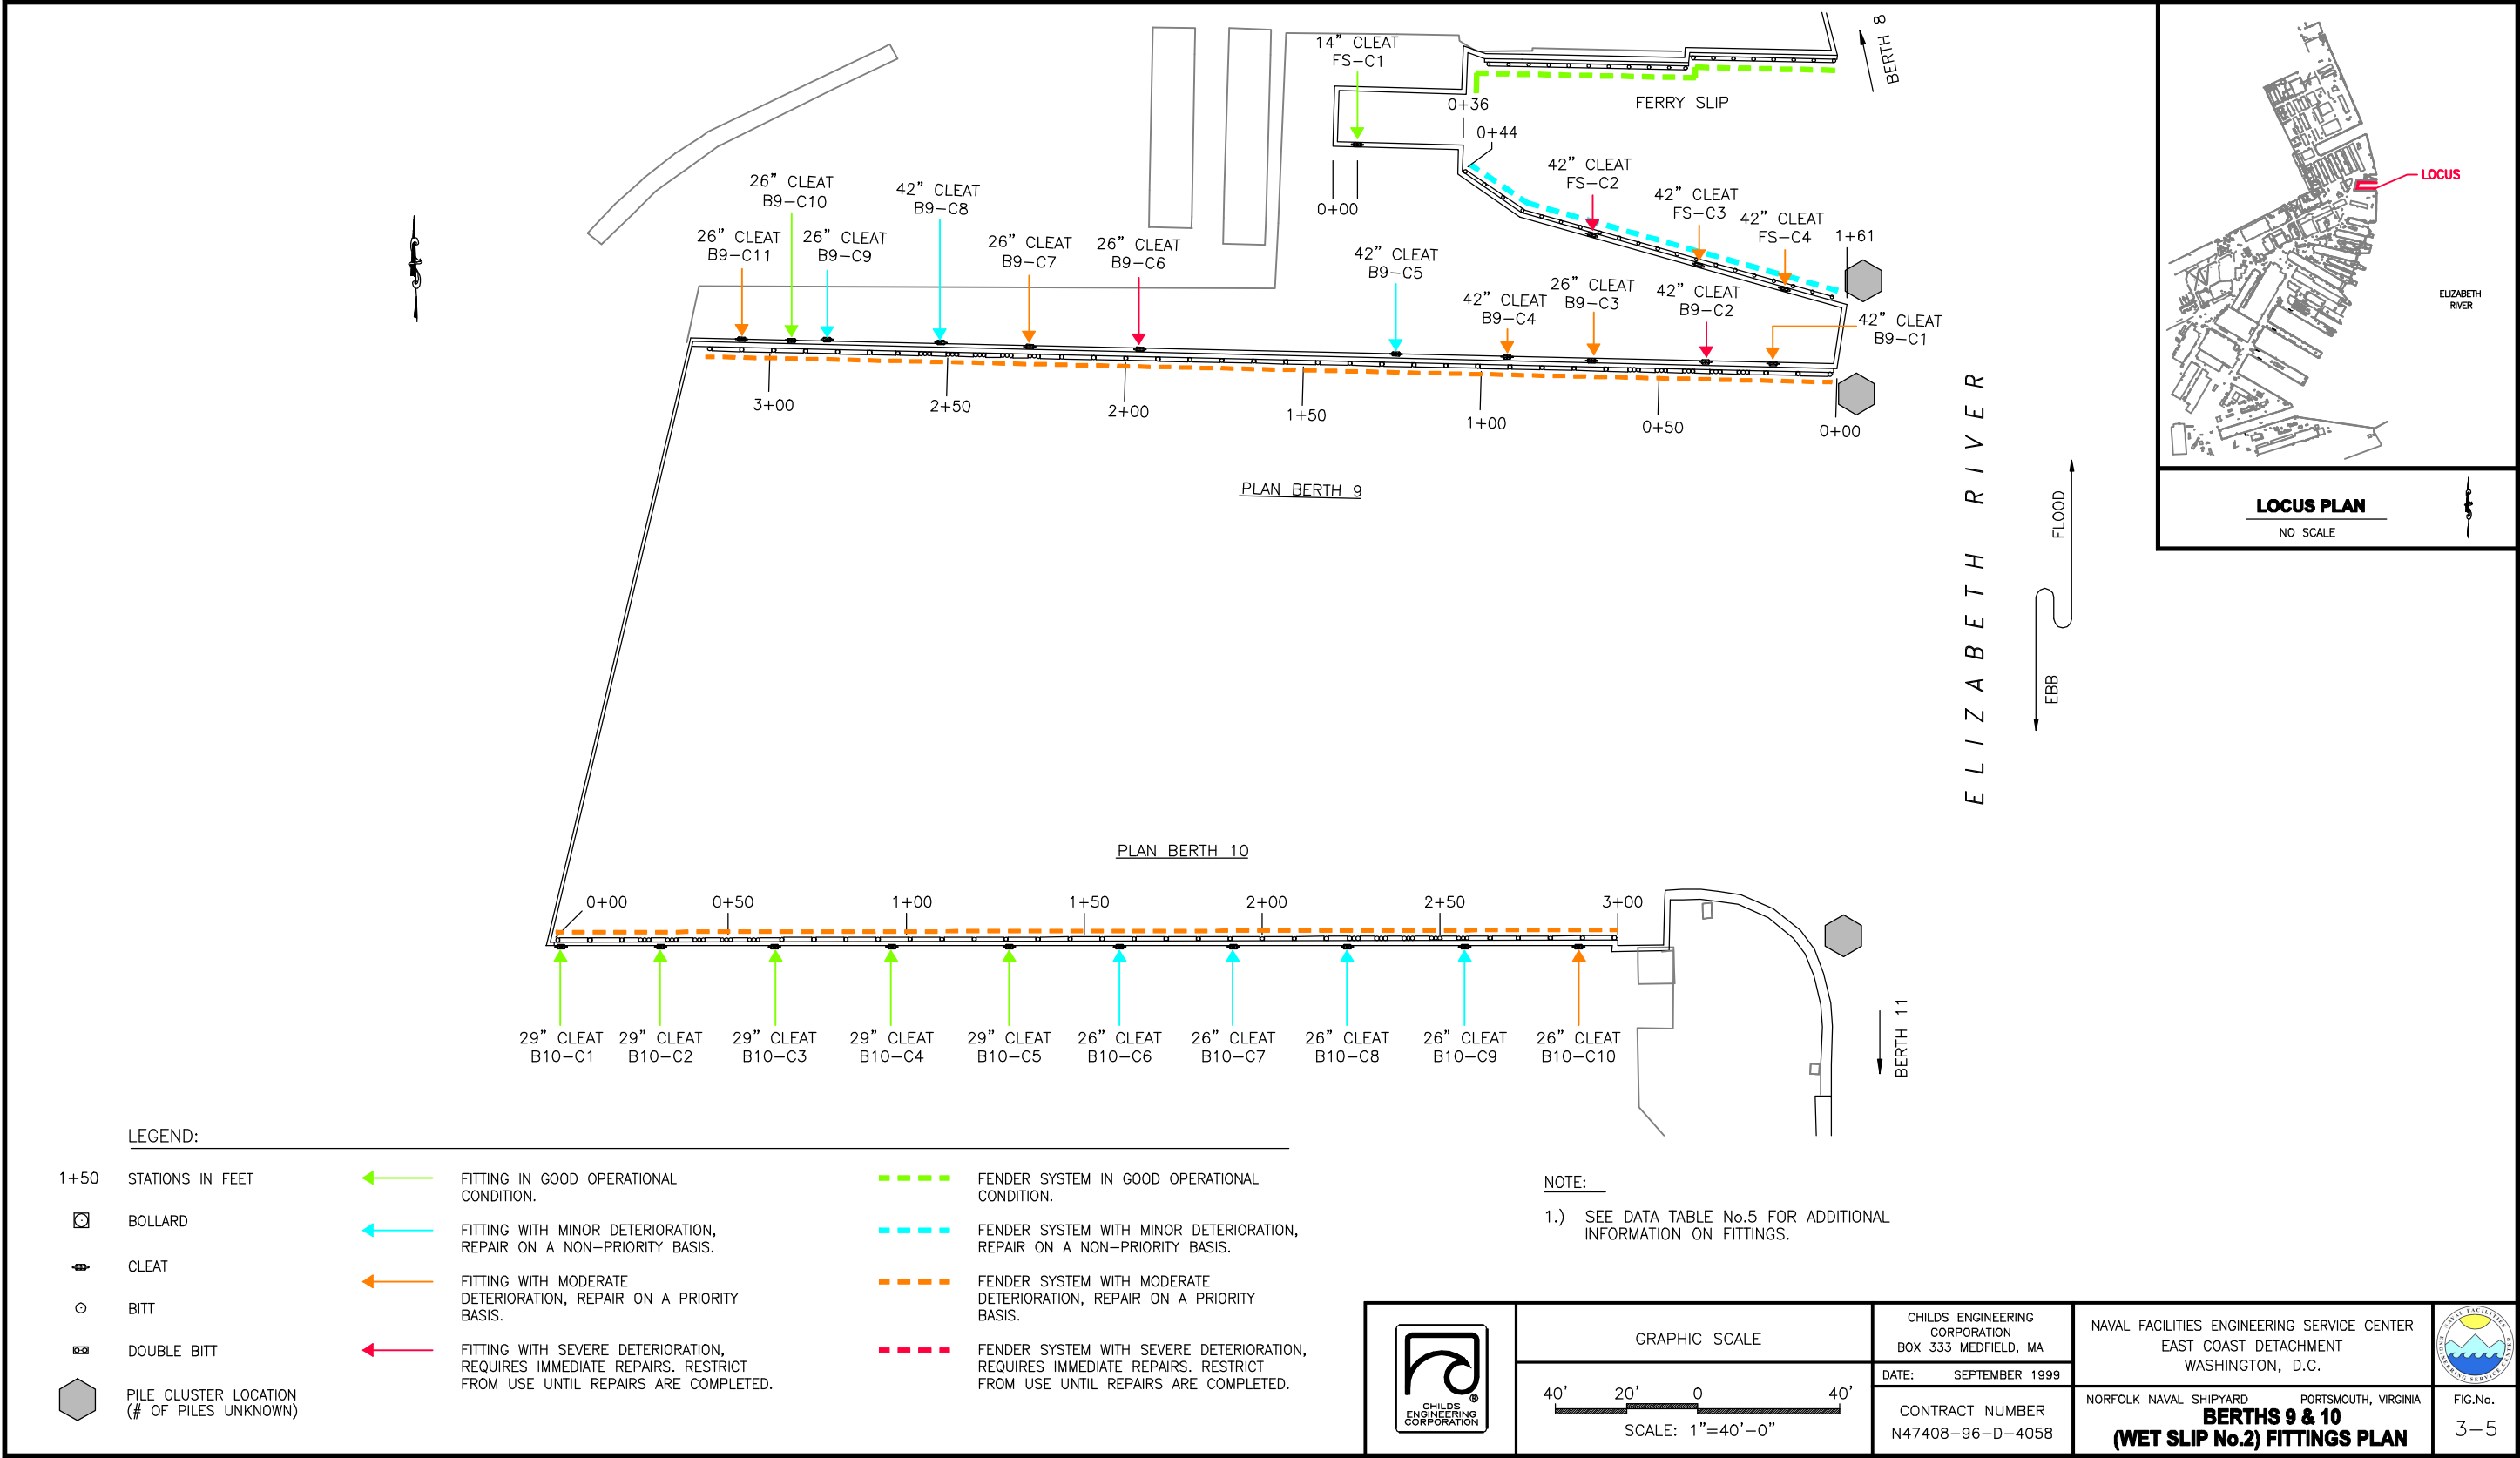 14” CLEAT
FS-C1
BERTH 8
0+36
FERRY SLIP
0+44
42” CLEAT
FS-C2
42” CLEAT
FS-C3
42” CLEAT
FS-C4
1+61
0+00
26” CLEAT
B9-C10
42” CLEAT
B9-C8
26” CLEAT
B9-C11
26” CLEAT
B9-C9
26” CLEAT
B9-C7
26” CLEAT
B9-C6
42” CLEAT
B9-C5
42” CLEAT
B9-C4
26” CLEAT
B9-C3
42” CLEAT
B9-C2
42” CLEAT
B9-C1
3+00
2+50
2+00
1+50
1+00
0+50
0+00
PLAN BERTH 9
ELIZABETH RIVER
FLOOD
EBB
LOCUS
ELIZABETH
RIVER
LOCUS PLAN
NO SCALE
PLAN BERTH 10
0+00
0+50
1+00
1+50
2+00
2+50
3+00
29” CLEAT
B10-C1
29” CLEAT
B10-C2
29” CLEAT
B10-C3
29” CLEAT
B10-C4
29” CLEAT
B10-C5
26” CLEAT
B10-C6
26” CLEAT
B10-C7
26” CLEAT
B10-C8
26” CLEAT
B10-C9
26” CLEAT
B10-C10
BERTH 11
LEGEND:
1+50 STATIONS IN FEET
BOLLARD
CLEAT
BITT
DOUBLE BITT
PILE CLUSTER LOCATION
(# OF PILES UNKNOWN)
FITTING IN GOOD OPERATIONAL
CONDITION.
FITTING WITH MINOR DETERIORATION,
REPAIR ON A NON-PRIORITY BASIS.
FITTING WITH MODERATE
DETERIORATION, REPAIR ON A PRIORITY
BASIS.
FITTING WITH SEVERE DETERIORATION,
REQUIRES IMMEDIATE REPAIRS. RESTRICT
FROM USE UNTIL REPAIRS ARE COMPLETED.
FENDER SYSTEM IN GOOD OPERATIONAL
CONDITION.
FENDER SYSTEM WITH MINOR DETERIORATION,
REPAIR ON A NON-PRIORITY BASIS.
FENDER SYSTEM WITH MODERATE
DETERIORATION, REPAIR ON A PRIORITY
BASIS.
FENDER SYSTEM WITH SEVERE DETERIORATION,
REQUIRES IMMEDIATE REPAIRS. RESTRICT
FROM USE UNTIL REPAIRS ARE COMPLETED.
NOTE:
1.) SEE DATA TABLE No.5 FOR ADDITIONAL
INFORMATION ON FITTINGS.
®
CHILDS
ENGINEERING
CORPORATION
GRAPHIC SCALE
40’ 20’ 0 40’
SCALE: 1”=40’-0”
CHILDS ENGINEERING
CORPORATION
BOX 333 MEDFIELD, MA
DATE: SEPTEMBER 1999
CONTRACT NUMBER
N47408-96-D-4058
NAVAL FACILITIES ENGINEERING SERVICE CENTER
EAST COAST DETACHMENT
WASHINGTON, D.C.
NORFOLK NAVAL SHIPYARD PORTSMOUTH, VIRGINIA
BERTHS 9 & 10
(WET SLIP No.2) FITTINGS PLAN
NAVAL FACILITIES
ENGINEERING SERVICE CENTER
FIG.No.
3-5